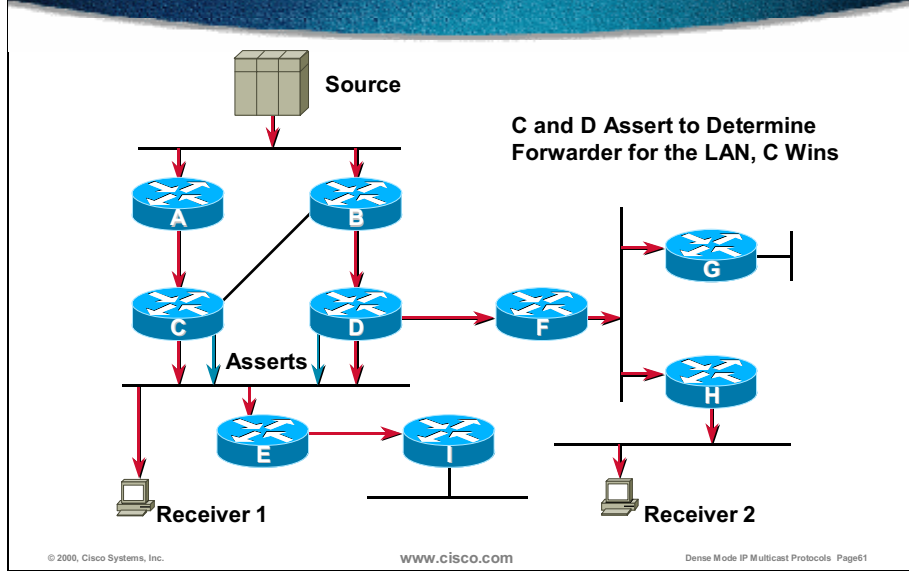 Source
C and D Assert to Determine
Forwarder for the LAN, C Wins
A
B
G
C
D
F
Asserts
H
E
I
Receiver 1
Receiver 2
© 2000, Cisco Systems, Inc.
www.cisco.com
Dense Mode IP Multicast Protocols Page61